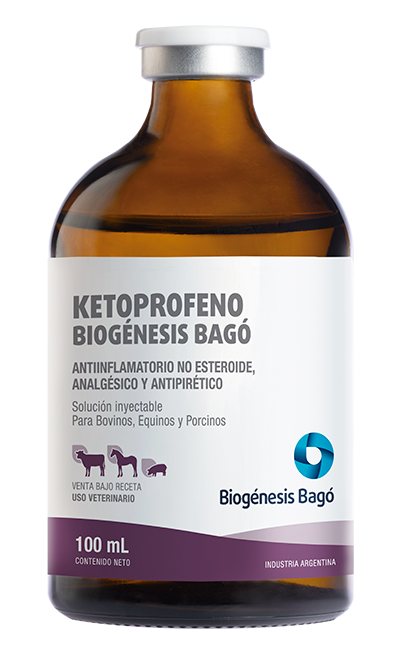 KETOPROFENO
BIOGÉNESIS BAGÓ
ANTIINFLAMATORIO NO ESTEROIDE,
ANALGÉSICO Y ANTIPIRÉTICO
Solución inyectable
Para Bovinos, Equinos y Porcinos
VENTA BAJO RECETA
USO VETERINARIO
Biogénesis Bagó
100 mL
CONTENIDO NETO
INDUSTRIA ARGENTINA